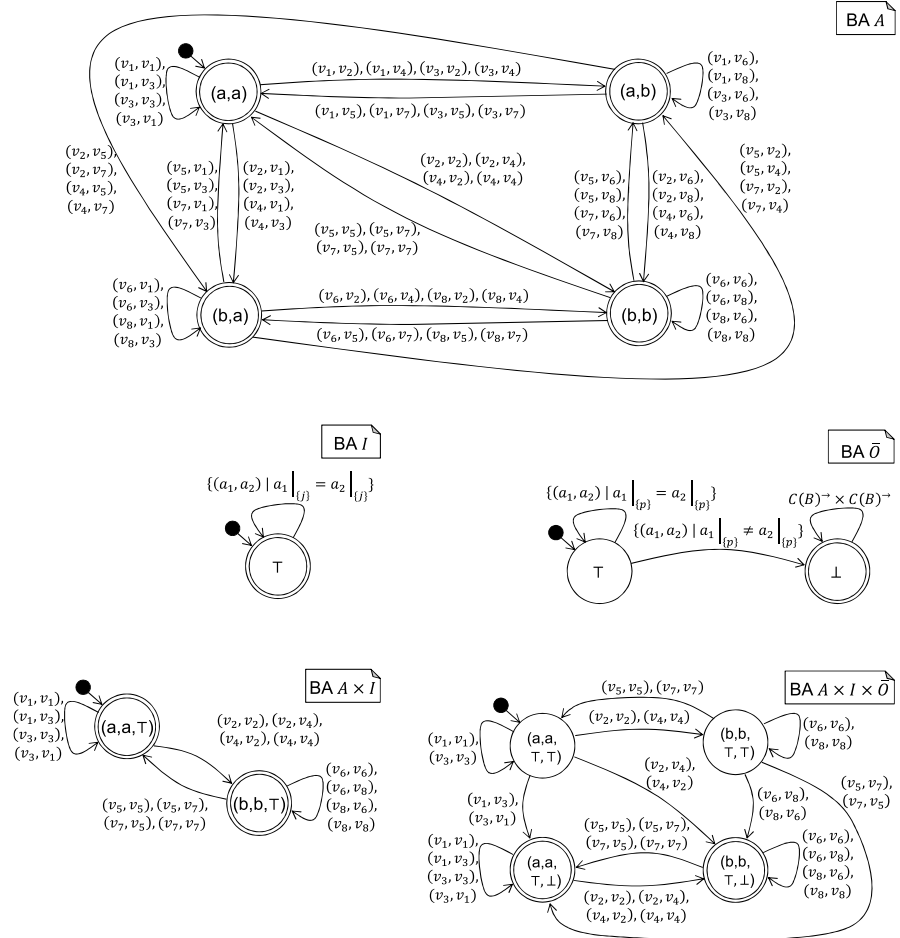 BA A
(v₁, v₁),
(v₁, v₃),
(v₃, v₃),
(v₃, v₁)
(a,a)
(v₁, v₂), (v₁, v₄), (v₃, v₂), (v₃, v₄)
(v₁, v₅), (v₁, v₇), (v₃, v₅), (v₃, v₇)
(a,b)
(v₁, v₆),
(v₁, v₈),
(v₃, v₆),
(v₃, v₈)
(v₂, v₅),
(v₂, v₇),
(v₄, v₅),
(v₄, v₇)
(v₅, v₁),
(v₅, v₃),
(v₇, v₁),
(v₇, v₃)
(v₂, v₁),
(v₂, v₃),
(v₄, v₁),
(v₄, v₃)
(v₂, v₂), (v₂, v₄),
(v₄, v₂), (v₄, v₄)
(v₅, v₅), (v₅, v₇),
(v₇, v₅), (v₇, v₇)
(v₅, v₆),
(v₅, v₈),
(v₇, v₆),
(v₇, v₈)
(v₂, v₆),
(v₂, v₈),
(v₄, v₆),
(v₄, v₈)
(v₅, v₂),
(v₅, v₄),
(v₇, v₂),
(v₇, v₄)
(v₆, v₁),
(v₆, v₃),
(v₈, v₁),
(v₈, v₃)
(b,a)
(v₆, v₂), (v₆, v₄), (v₈, v₂), (v₈, v₄)
(v₆, v₅), (v₆, v₇), (v₈, v₅), (v₈, v₇)
(b,b)
(v₆, v₆),
(v₆, v₈),
(v₈, v₆),
(v₈, v₈)
BA I
{(a₁, a₂) | a₁|_{j} = a₂|_{j}}
⊤
BA Ō
{(a₁, a₂) | a₁|_{p} = a₂|_{p}}
{(a₁, a₂) | a₁|_{p} ≠ a₂|_{p}}
C(B)→ × C(B)→
⊤
⊥
BA A × I
(v₁, v₁),
(v₁, v₃),
(v₃, v₃),
(v₃, v₁)
(a,a,⊤)
(v₂, v₂), (v₂, v₄),
(v₄, v₂), (v₄, v₄)
(v₅, v₅), (v₅, v₇),
(v₇, v₅), (v₇, v₇)
(b,b,⊤)
(v₆, v₆),
(v₆, v₈),
(v₈, v₆),
(v₈, v₈)
BA A × I × Ō
(v₅, v₅), (v₇, v₇)
(v₂, v₂), (v₄, v₄)
(v₁, v₁),
(v₃, v₃)
(a,a,
⊤,⊤)
(b,b,
⊤,⊤)
(v₆, v₆),
(v₈, v₈)
(v₂, v₄),
(v₄, v₂)
(v₁, v₃),
(v₃, v₁)
(v₆, v₈),
(v₈, v₆)
(v₅, v₇),
(v₇, v₅)
(v₁, v₁),
(v₁, v₃),
(v₃, v₃),
(v₃, v₁)
(a,a,
⊤,⊥)
(v₅, v₅), (v₅, v₇),
(v₇, v₅), (v₇, v₇)
(v₂, v₂), (v₂, v₄),
(v₄, v₂), (v₄, v₄)
(b,b,
⊤,⊥)
(v₆, v₆),
(v₆, v₈),
(v₈, v₆),
(v₈, v₈)